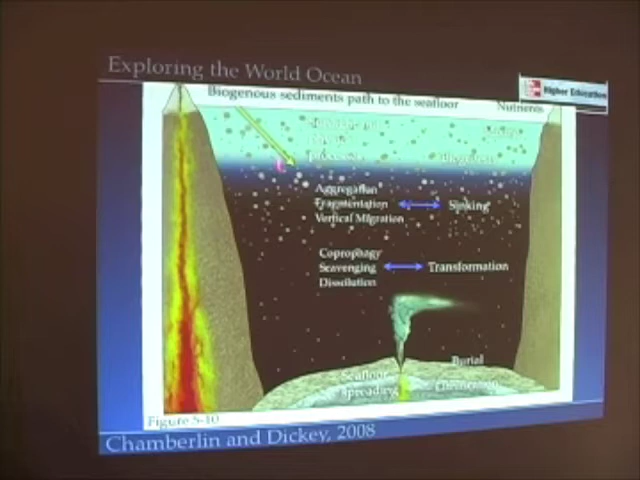 Exploring the World Ocean
Higher Education
Biogenous sediments path to the seafloor
Nutrients
Aggregation
Fragmentation
Sinking
Vertical Migration
Coprophagy
Scavenging
Transformation
Dissolution
Burial
Seafloor
Spreading
Figure 5-10
Chamberlin and Dickey, 2008